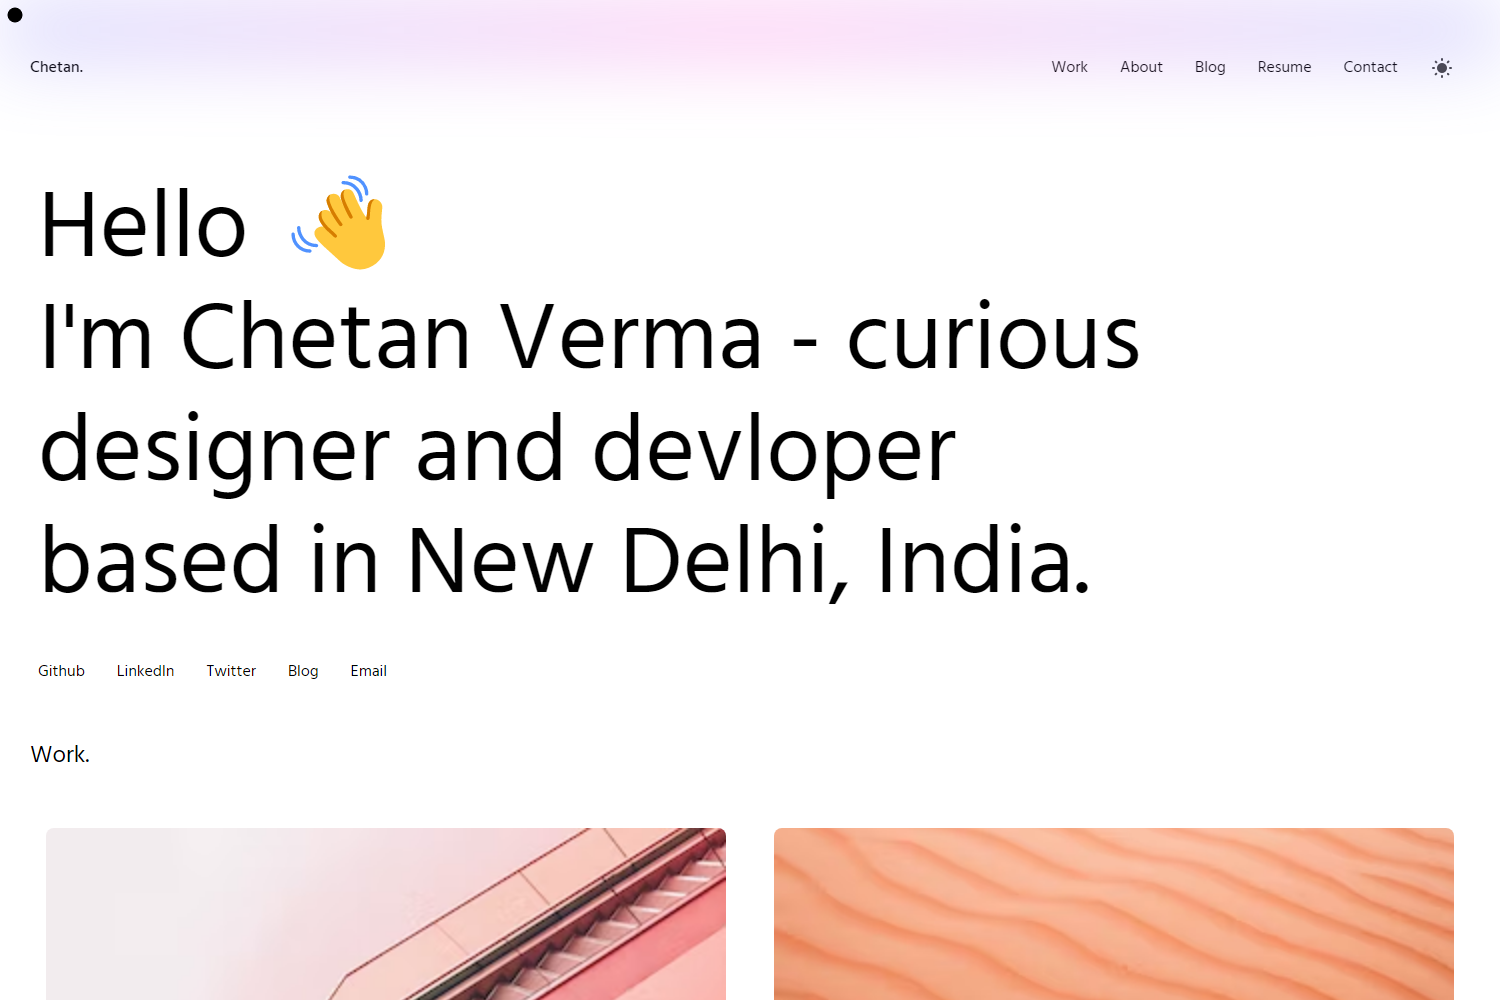 Chetan.
Work About Blog Resume Contact
Hello
I'm Chetan Verma - curious
designer and devloper
based in New Delhi, India.
Github LinkedIn Twitter Blog Email
Work.